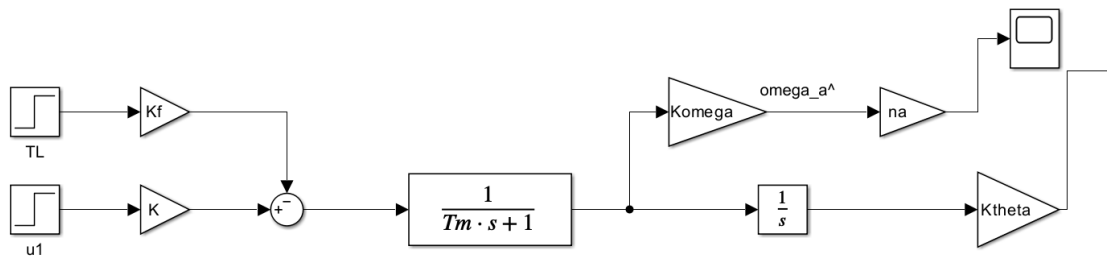 omega_a^
Kf
Komega
na
TL
K
+
−
1
Tm · s + 1
1
s
Ktheta
u1